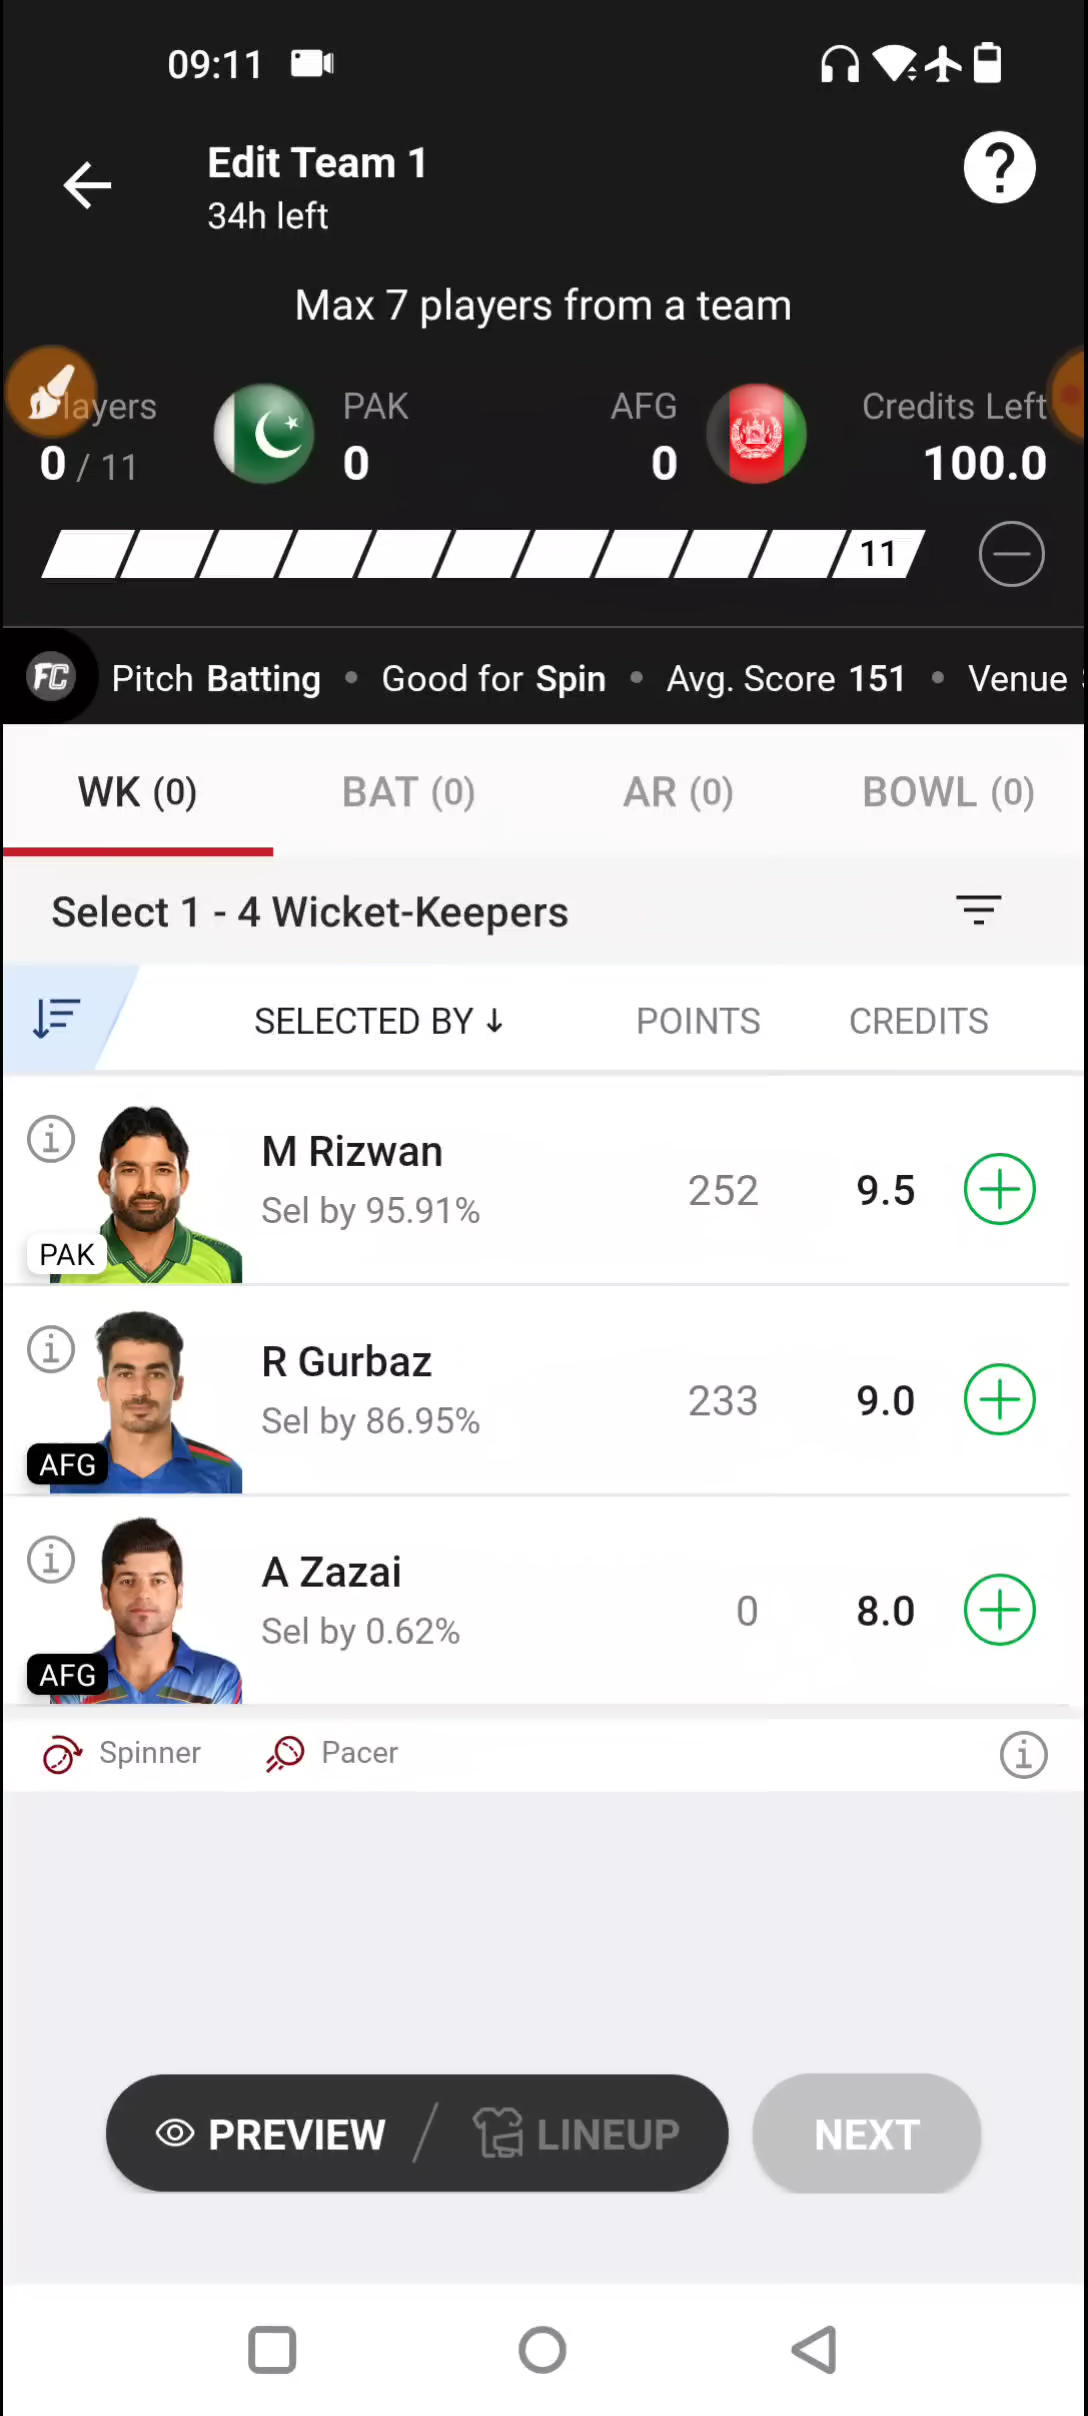 09:11
Edit Team 1
34h left
Max 7 players from a team
layers PAK AFG Credits Left
0 / 11 0 0 100.0
11
FC Pitch Batting • Good for Spin • Avg. Score 151 • Venue
WK (0) BAT (0) AR (0) BOWL (0)
Select 1 - 4 Wicket-Keepers
SELECTED BY ↓ POINTS CREDITS
M Rizwan
Sel by 95.91% 252 9.5
PAK
R Gurbaz
Sel by 86.95% 233 9.0
AFG
A Zazai
Sel by 0.62% 0 8.0
AFG
Spinner Pacer
PREVIEW / LINEUP NEXT